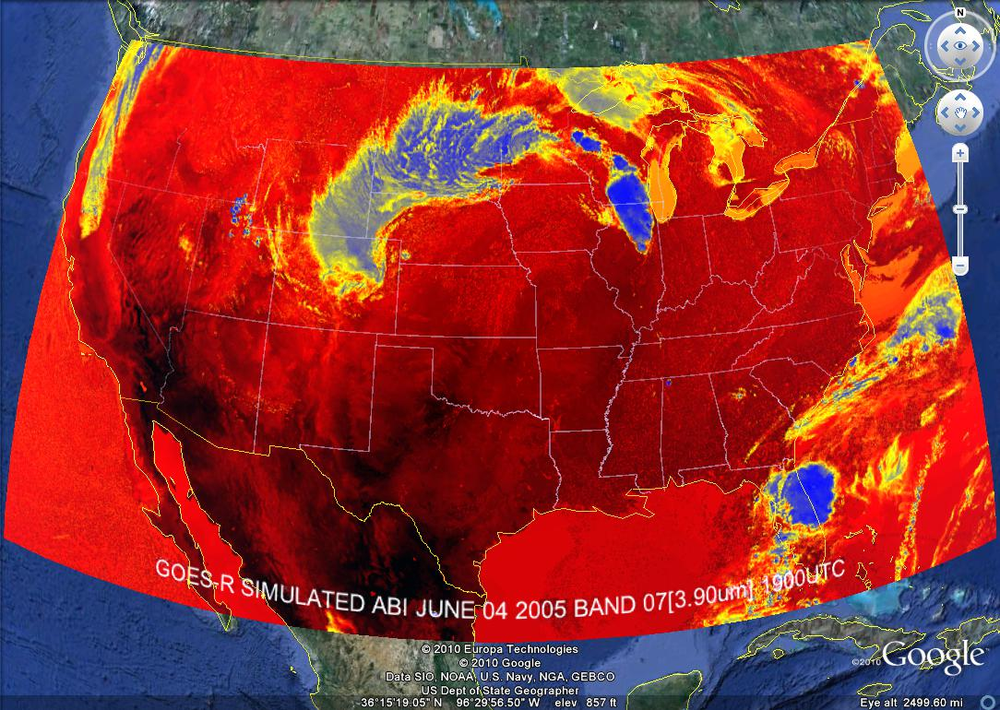 N
GOES-R SIMULATED ABI JUNE 04 2005 BAND 07[3.90um] 1900UTC
© 2010 Europa Technologies
© 2010 Google
Data SIO, NOAA, U.S. Navy, NGA, GEBCO
US Dept of State Geographer
©2010 Google
36°15'19.05" N 96°29'56.50" W elev 857 ft
Eye alt 2499.60 mi